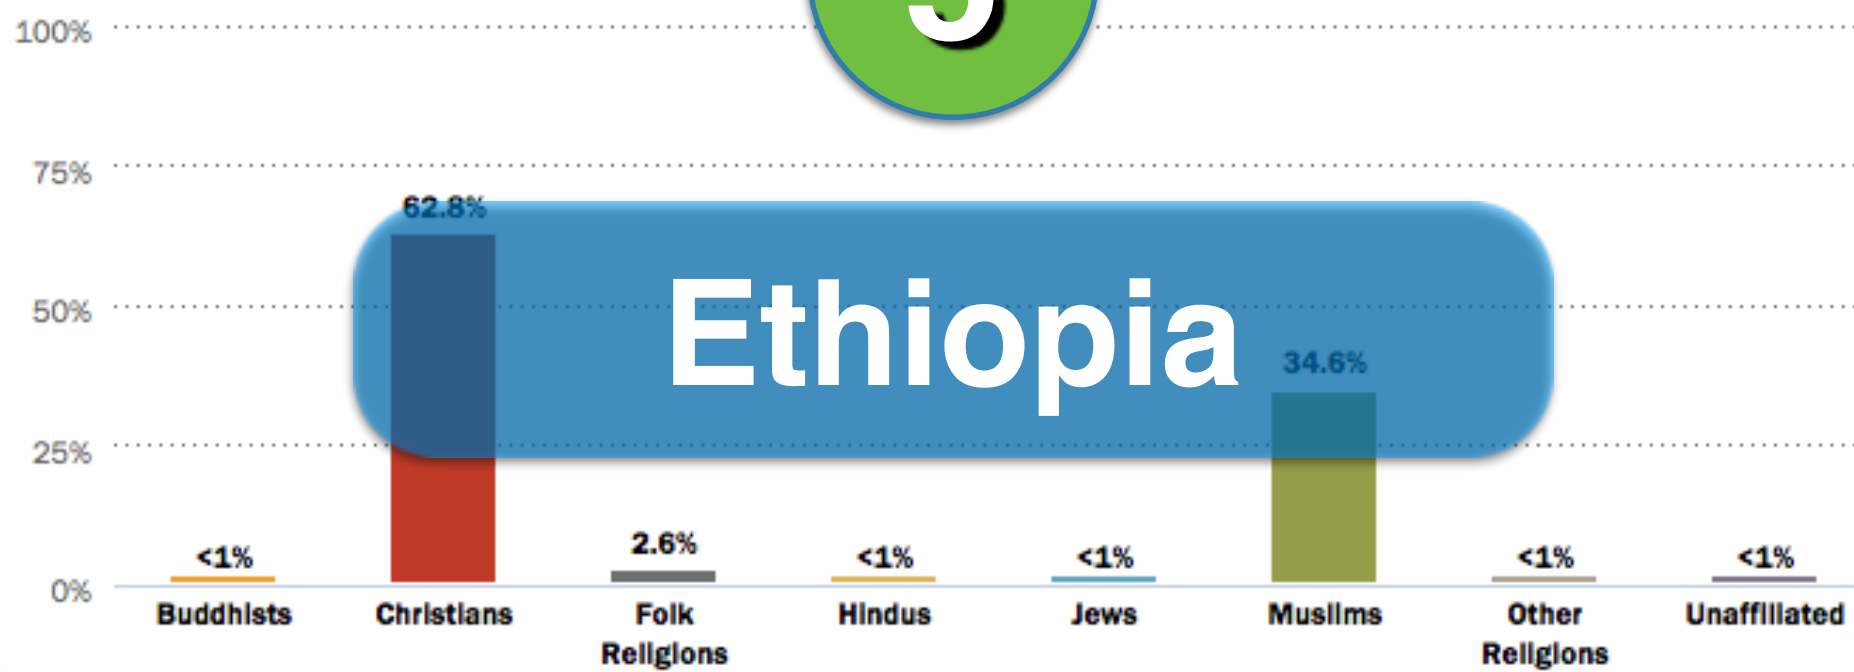 100%
75%
62.8%
50%
Ethiopia
34.6%
25%
<1%
2.6%
<1%
<1%
<1%
<1%
0%
Buddhists
Christians
Folk
Religions
Hindus
Jews
Muslims
Other
Religions
Unaffiliated